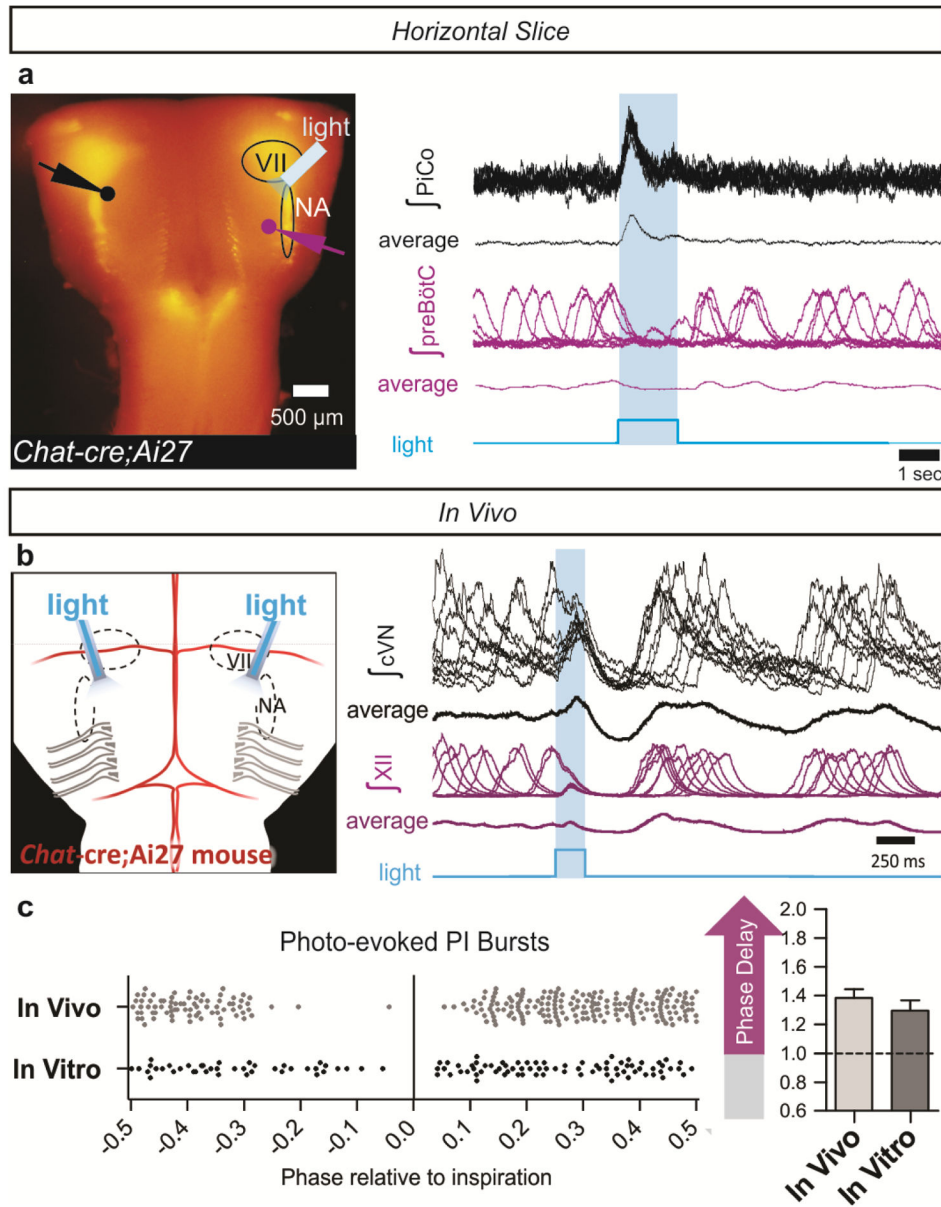 Horizontal Slice
a
light
VII
NA
500 µm
Chat-cre;Ai27
∫PiCo
average
∫preBötC
average
light
1 sec
In Vivo
b
light
light
VII
NA
Chat-cre;Ai27 mouse
∫cVN
average
∫XII
average
light
250 ms
c
Photo-evoked PI Bursts
In Vivo
In Vitro
-0.5 -0.4 -0.3 -0.2 -0.1 0.0 0.1 0.2 0.3 0.4 0.5
Phase relative to inspiration
Phase Delay
2.0
1.8
1.6
1.4
1.2
1.0
0.8
0.6
In Vivo
In Vitro